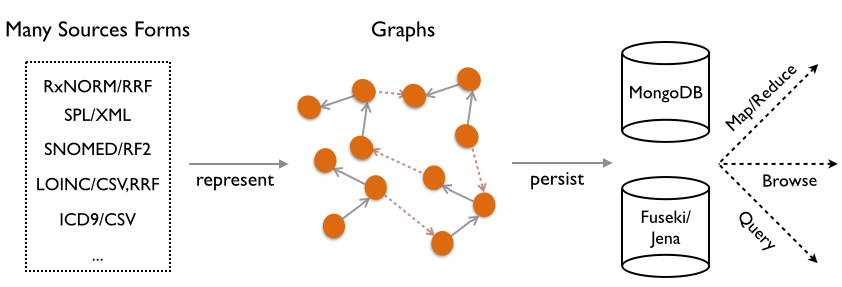 Many Sources Forms
RxNORM/RRF
SPL/XML
SNOMED/RF2
LOINC/CSV,RRF
ICD9/CSV
...
represent
Graphs
persist
MongoDB
Fuseki/
Jena
Map/Reduce
Browse
Query